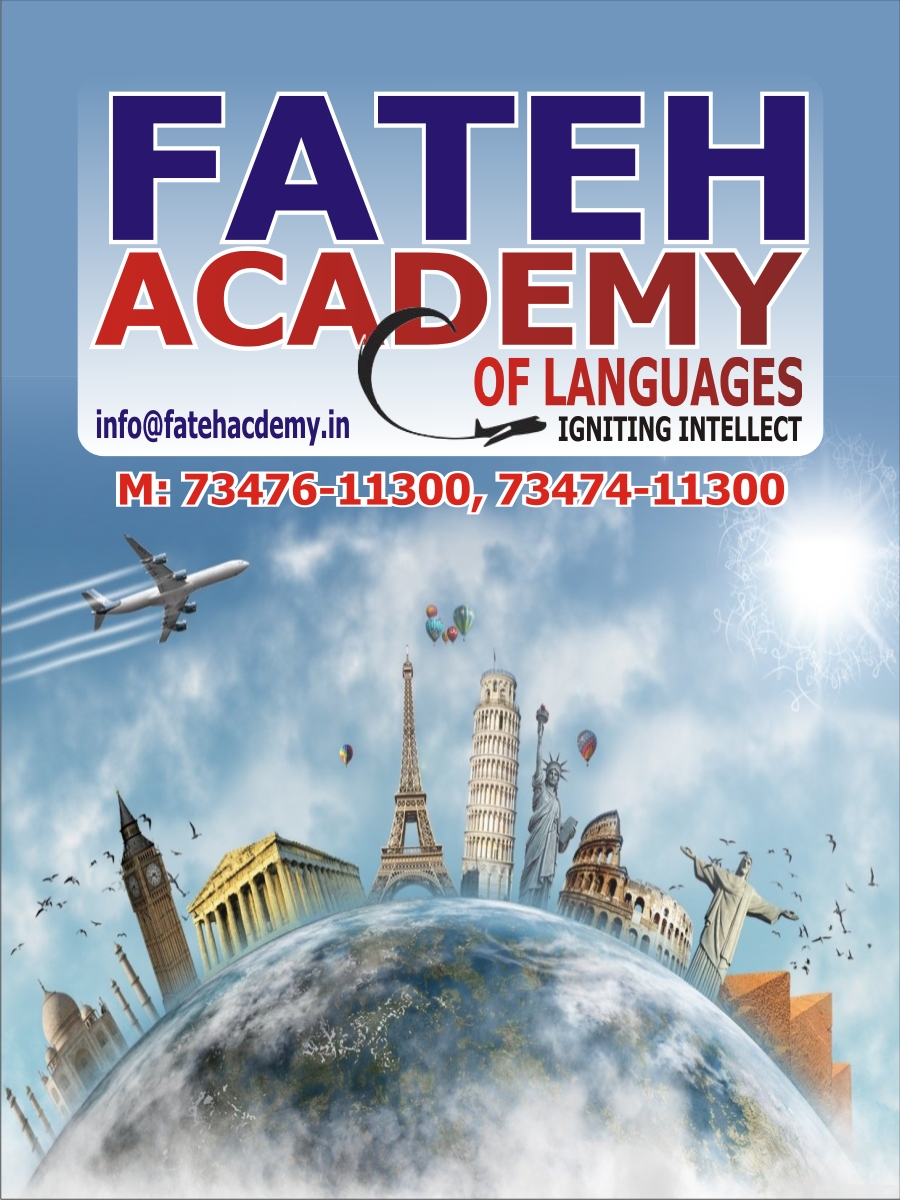 FATEH
ACADEMY
OF LANGUAGES
info@fatehacdemy.in
IGNITING INTELLECT
M: 73476-11300, 73474-11300